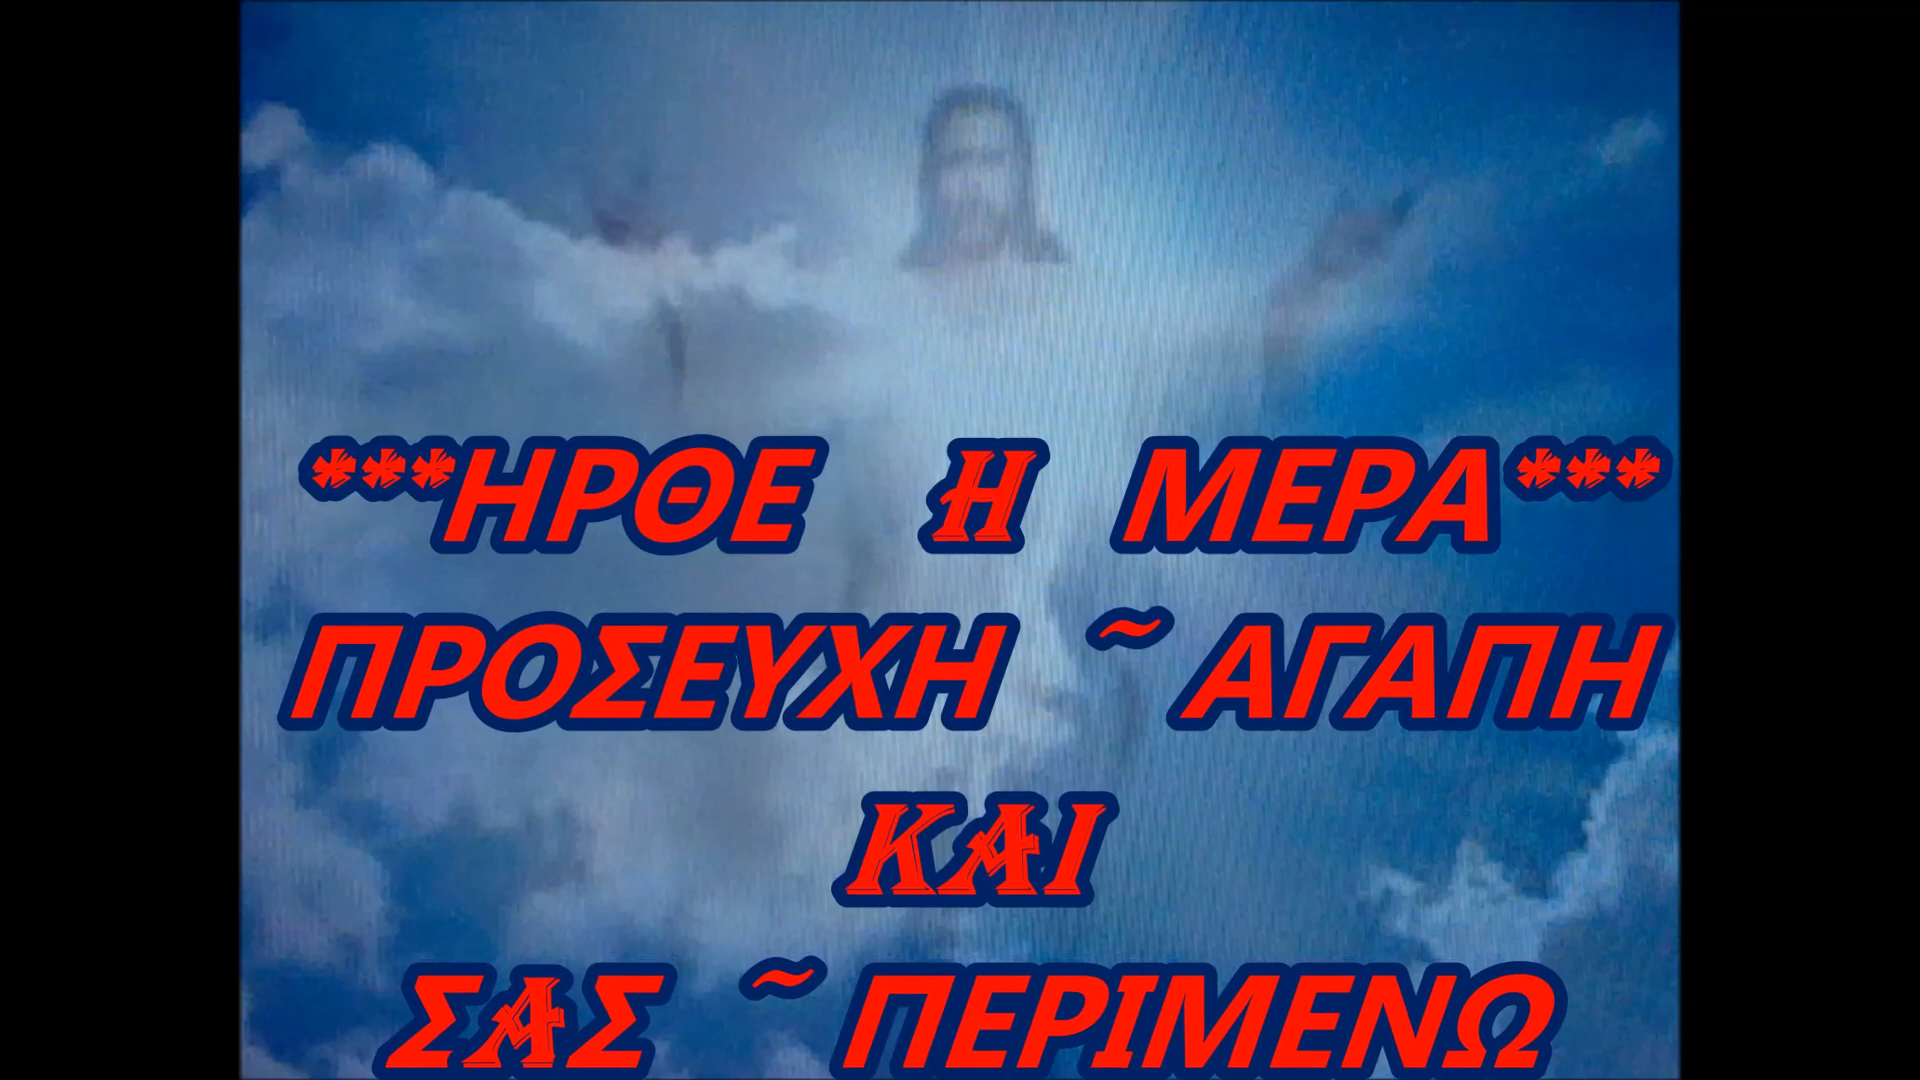 ***ΗΡΘΕ Η ΜΕΡΑ***
ΠΡΟΣΕΥΧΗ ~ ΑΓΑΠΗ
ΚΑΙ
ΣΑΣ ~ ΠΕΡΙΜΕΝΩ